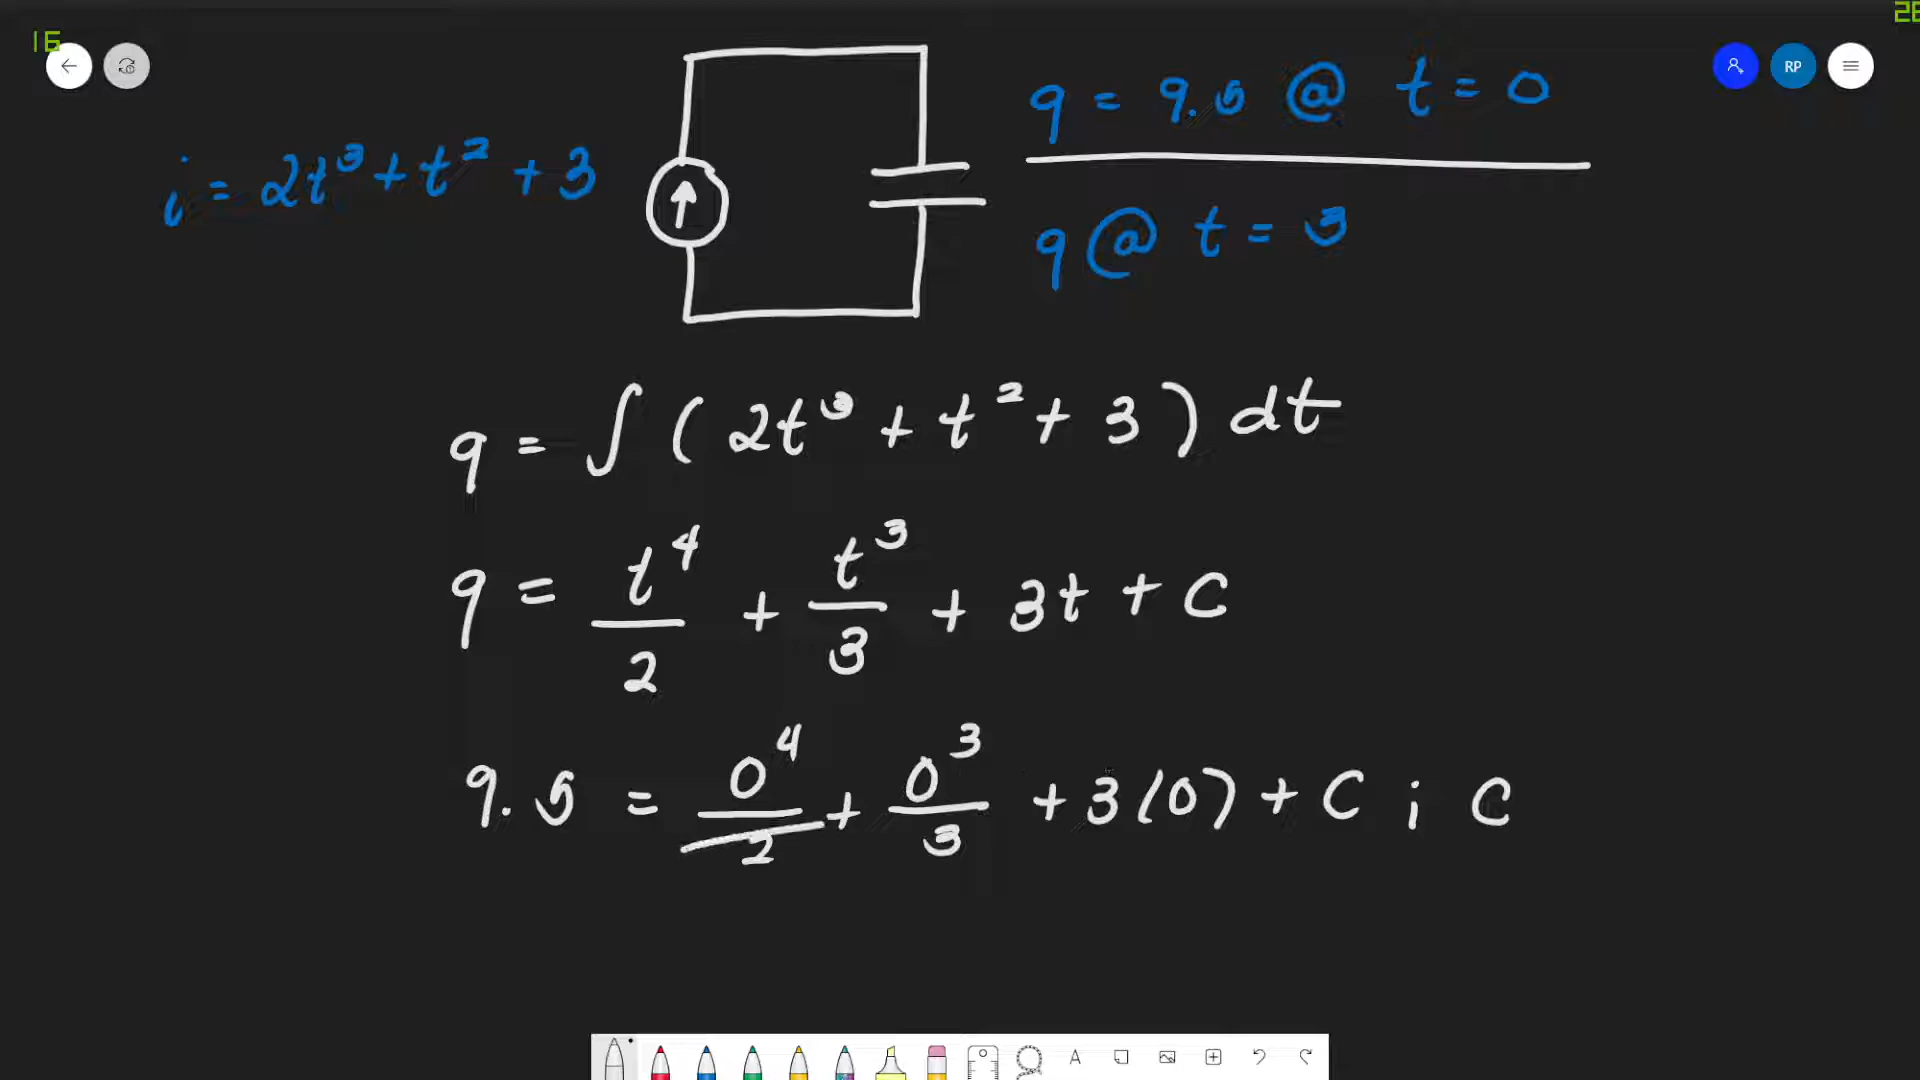 16
28
RP
i = 2t³ + t² + 3
q = 9.5 @ t = 0
q @ t = 3
q = ∫ ( 2t³ + t² + 3 ) dt
q = t⁴/2 + t³/3 + 3t + C
9.5 = 0⁴/2 + 0³/3 + 3(0) + C ; C
A